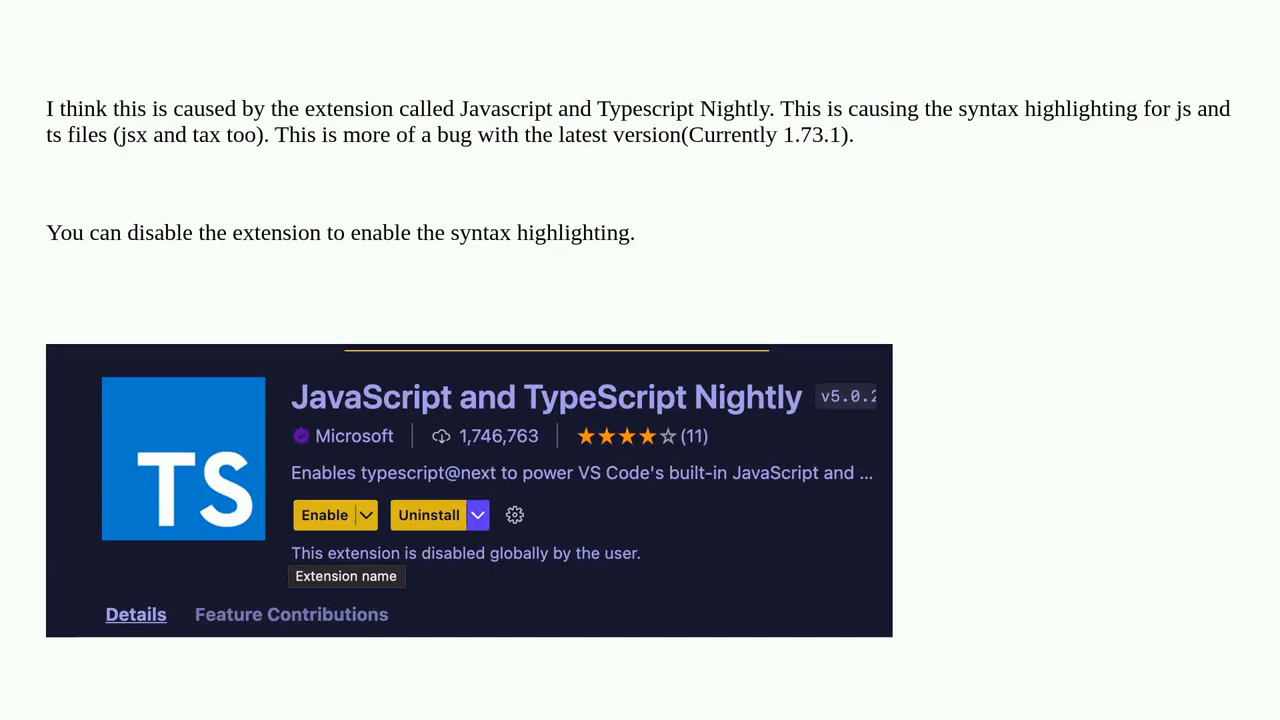 I think this is caused by the extension called Javascript and Typescript Nightly. This is causing the syntax highlighting for js and
ts files (jsx and tax too). This is more of a bug with the latest version(Currently 1.73.1).
You can disable the extension to enable the syntax highlighting.
TS
JavaScript and TypeScript Nightly v5.0.2
Microsoft 1,746,763 (11)
Enables typescript@next to power VS Code's built-in JavaScript and ...
Enable Uninstall
This extension is disabled globally by the user.
Extension name
Details Feature Contributions